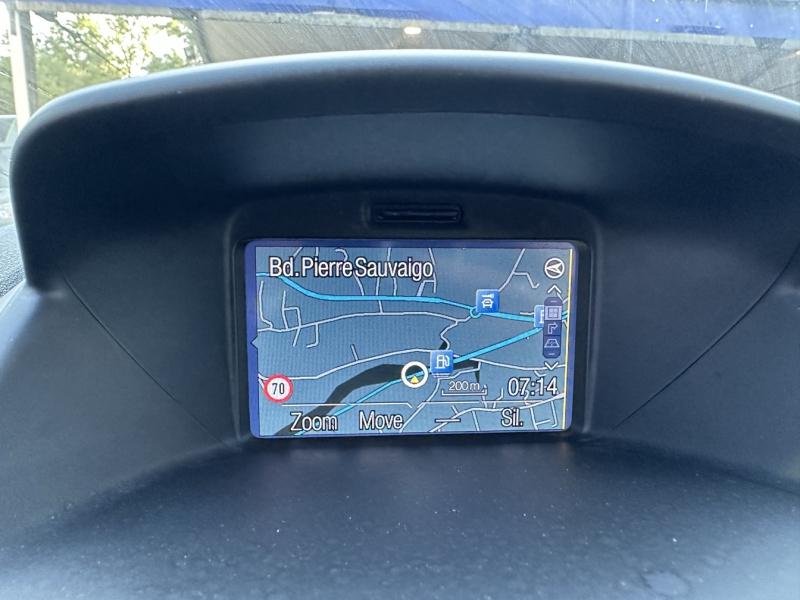 Bd. Pierre Sauvaigo
70
200 m
07:14
Zoom Move Sil.